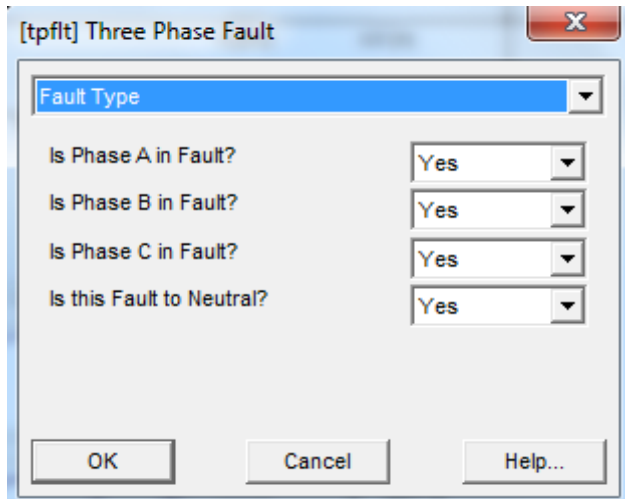 [tpflt] Three Phase Fault
Fault Type
Is Phase A in Fault? Yes
Is Phase B in Fault? Yes
Is Phase C in Fault? Yes
Is this Fault to Neutral? Yes
OK Cancel Help...